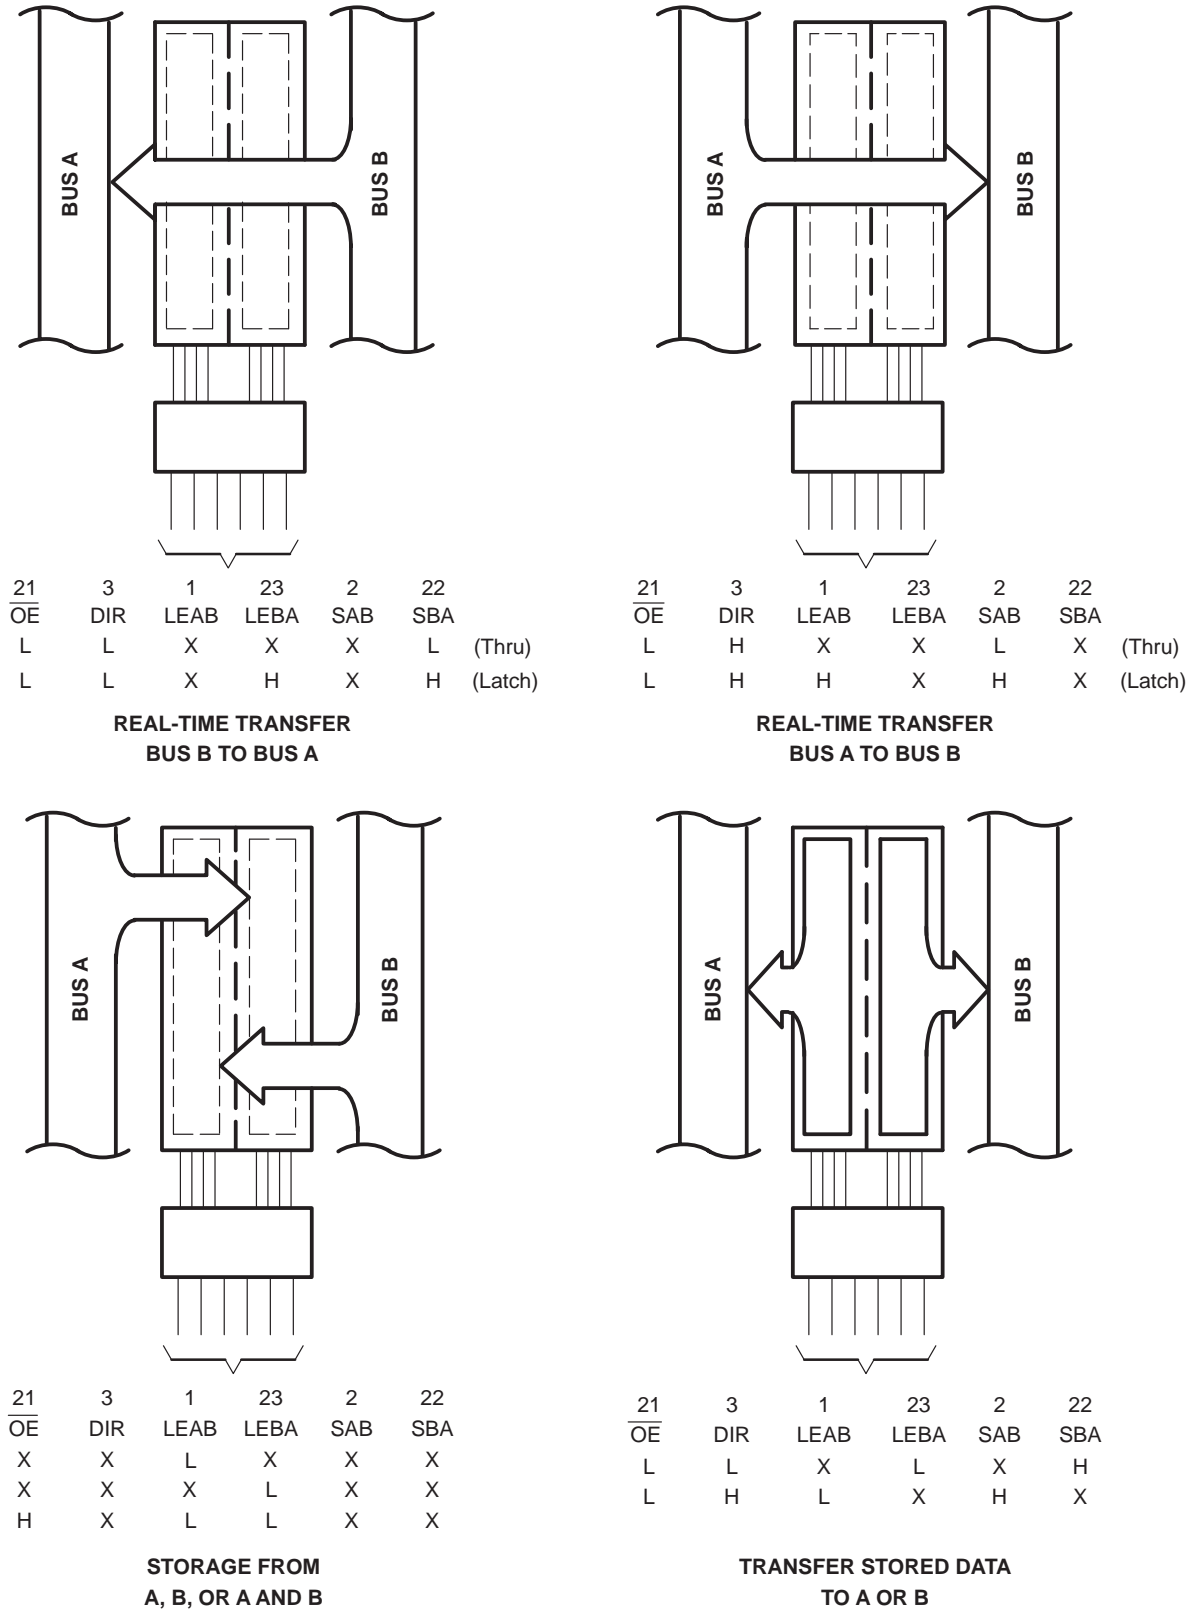 BUS A
BUS B
BUS A
BUS B
21 3 1 23 2 22
OE DIR LEAB LEBA SAB SBA
L L X X X L (Thru)
L L X H X H (Latch)
REAL-TIME TRANSFER
BUS B TO BUS A
21 3 1 23 2 22
OE DIR LEAB LEBA SAB SBA
L H X X L X (Thru)
L H H X H X (Latch)
REAL-TIME TRANSFER
BUS A TO BUS B
BUS A
BUS B
BUS A
BUS B
21 3 1 23 2 22
OE DIR LEAB LEBA SAB SBA
X X L X X X
X X X L X X
H X L L X X
STORAGE FROM
A, B, OR A AND B
21 3 1 23 2 22
OE DIR LEAB LEBA SAB SBA
L L X L X H
L H L X H X
TRANSFER STORED DATA
TO A OR B